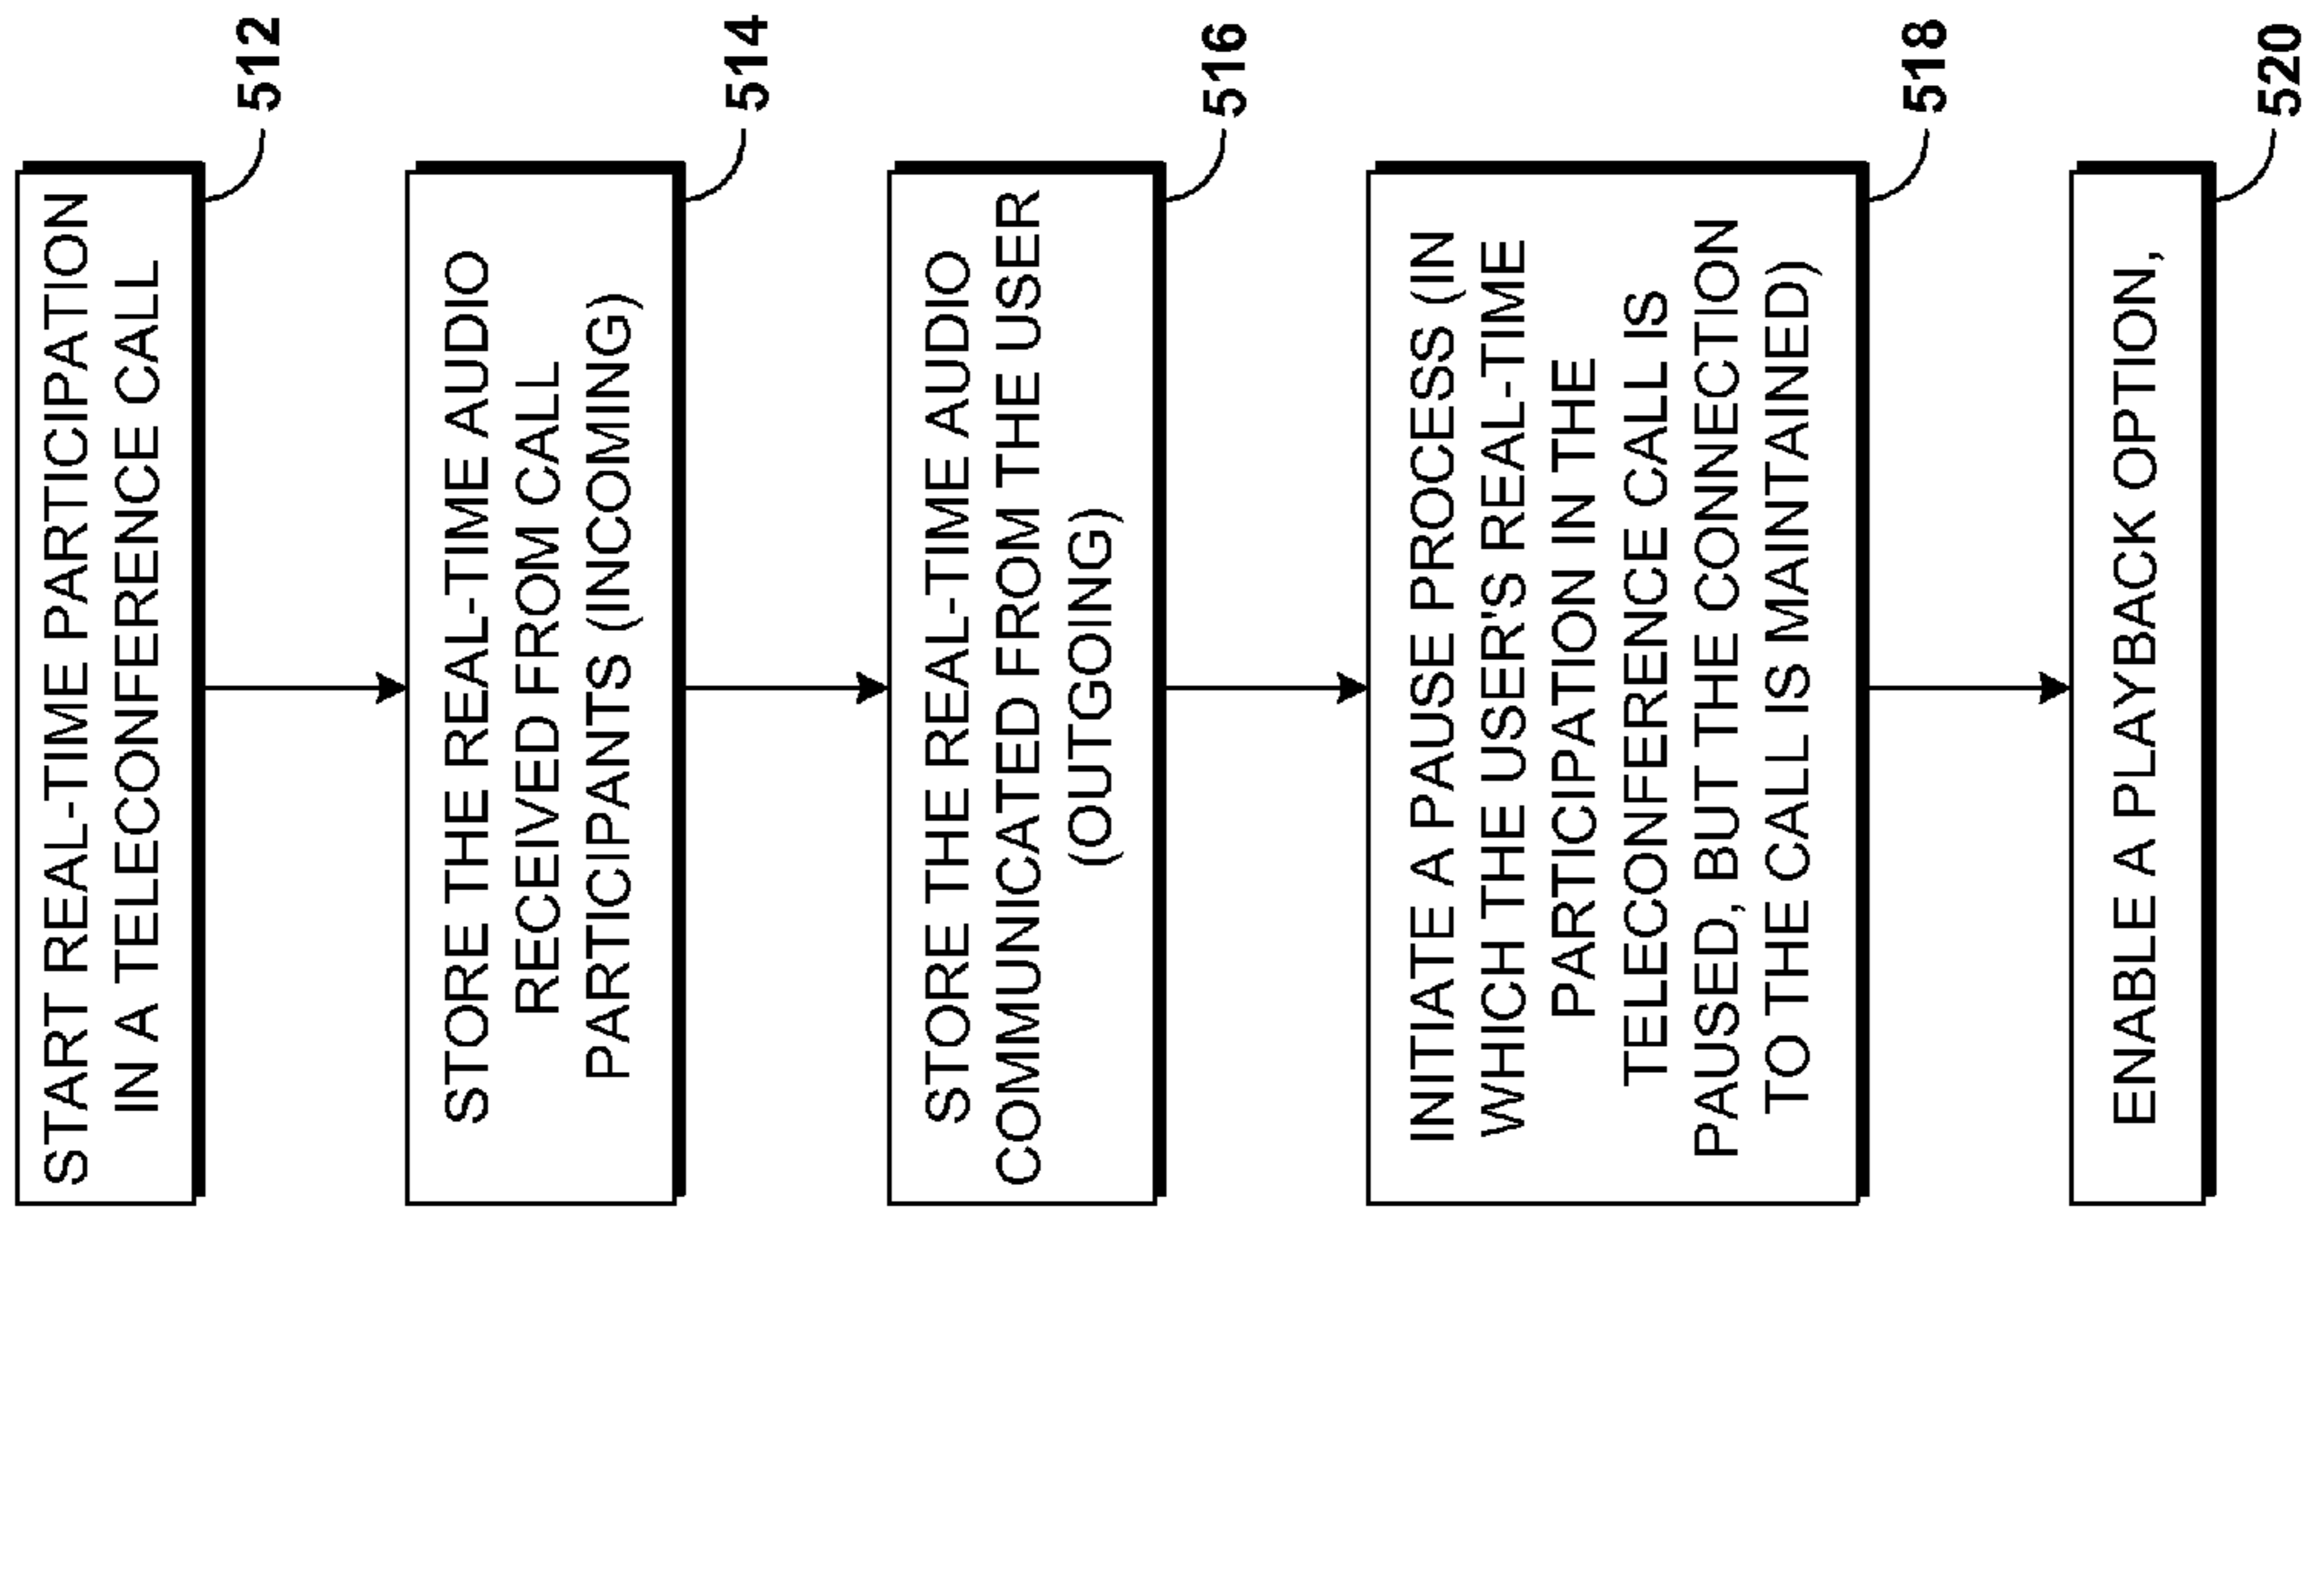 START REAL-TIME PARTICIPATION
IN A TELECONFERENCE CALL
512
STORE THE REAL-TIME AUDIO
RECEIVED FROM CALL
PARTICIPANTS (INCOMING)
514
STORE THE REAL-TIME AUDIO
COMMUNICATED FROM THE USER
(OUTGOING)
516
INITIATE A PAUSE PROCESS (IN
WHICH THE USER'S REAL-TIME
PARTICIPATION IN THE
TELECONFERENCE CALL IS
PAUSED, BUT THE CONNECTION
TO THE CALL IS MAINTAINED)
518
ENABLE A PLAYBACK OPTION,
520